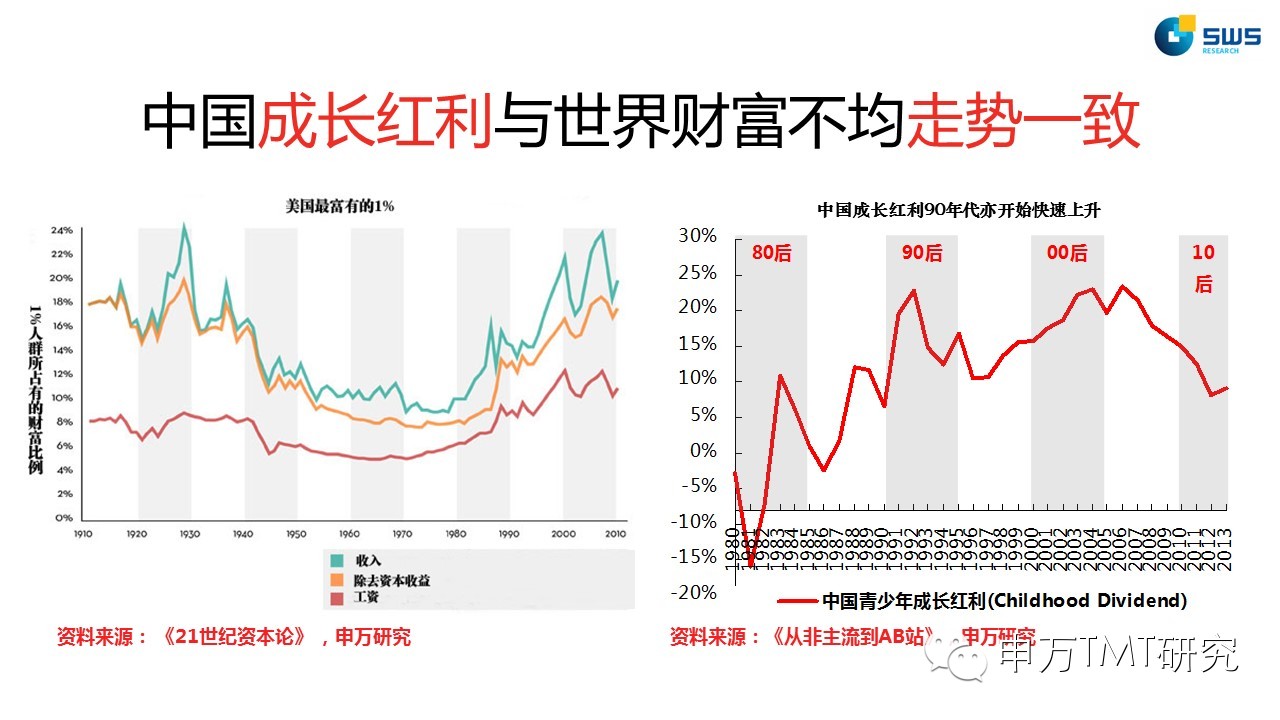 SWS
RESEARCH
中国成长红利与世界财富不均走势一致
美国最富有的1%
1%人群所占有的财富比例
24%
22%
20%
18%
16%
14%
12%
10%
8%
6%
4%
2%
0%
1910 1920 1930 1940 1950 1960 1970 1980 1990 2000 2010
收入
除去资本收益
工资
资料来源：《21世纪资本论》，申万研究
中国成长红利90年代亦开始快速上升
30%
25%
20%
15%
10%
5%
0%
-5%
-10%
-15%
-20%
80后 90后 00后 10后
1980 1981 1982 1983 1984 1985 1986 1987 1988 1989 1990 1991 1992 1993 1994 1995 1996 1997 1998 1999 2000 2001 2002 2003 2004 2005 2006 2007 2008 2009 2010 2011 2012 2013
中国青少年成长红利(Childhood Dividend)
资料来源：《从非主流到AB站》，申万研究
申万TMT研究